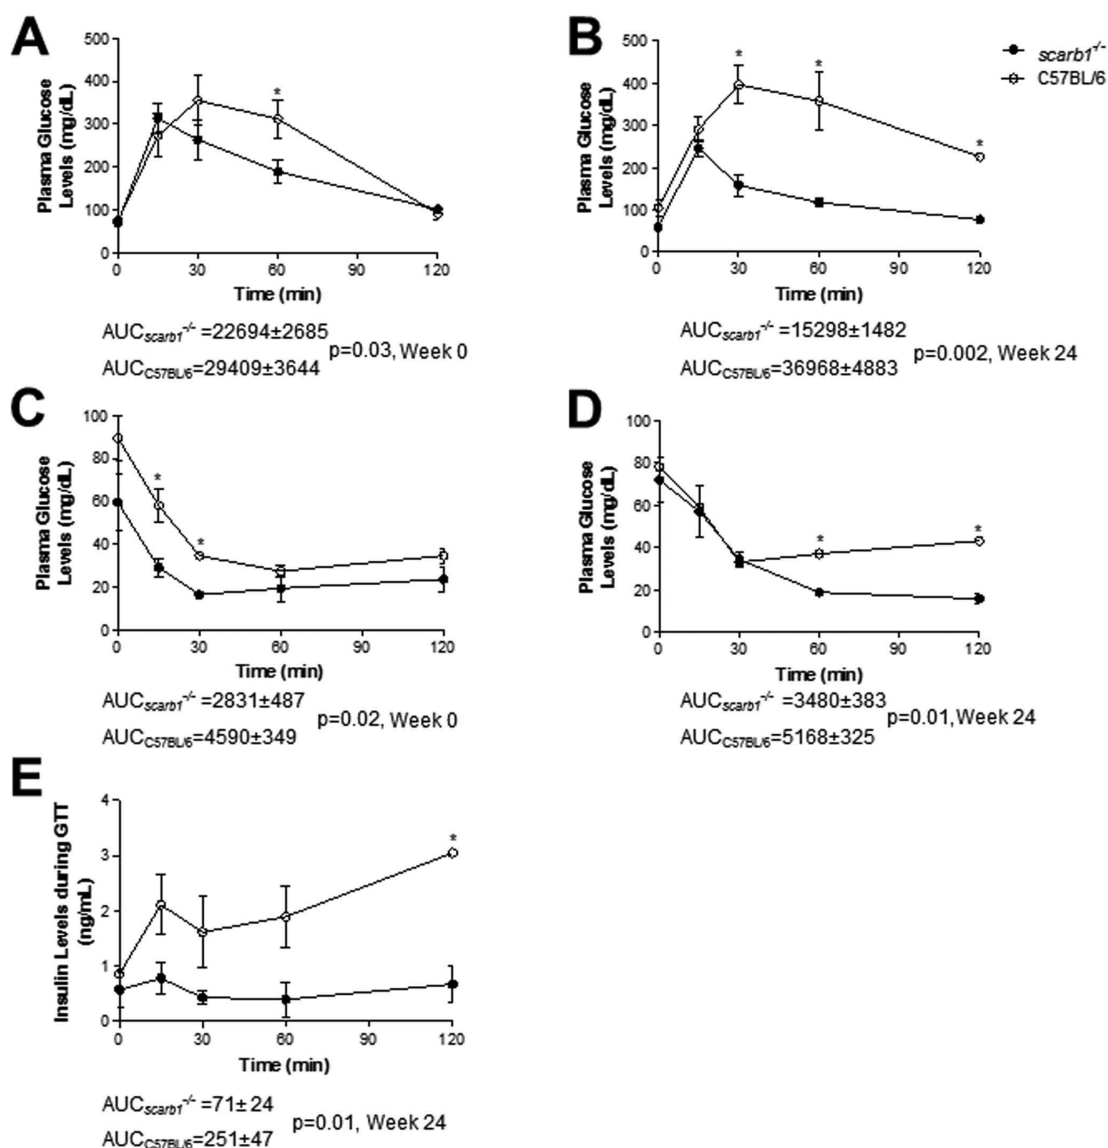 A
B
500
400
300
200
100
0
Plasma Glucose
Levels (mg/dL)
0 30 60 90 120
Time (min)
*
AUCscarb1-/- =22694±2685
p=0.03, Week 0
AUCC57BL/6=29409±3644
500
400
300
200
100
0
Plasma Glucose
Levels (mg/dL)
0 30 60 90 120
Time (min)
* * *
scarb1-/-
C57BL/6
AUCscarb1-/- =15298±1482
p=0.002, Week 24
AUCC57BL/6=36968±4883
C
100
80
60
40
20
0
Plasma Glucose
Levels (mg/dL)
0 30 60 90 120
Time (min)
*
*
AUCscarb1-/- =2831±487
p=0.02, Week 0
AUCC57BL/6=4590±349
D
100
80
60
40
20
0
Plasma Glucose
Levels (mg/dL)
0 30 60 90 120
Time (min)
* *
AUCscarb1-/- =3480±383
p=0.01,Week 24
AUCC57BL/6=5168±325
E
4
3
2
1
0
Insulin Levels during GTT
(ng/mL)
0 30 60 90 120
Time (min)
*
AUCscarb1-/- =71±24
p=0.01, Week 24
AUCC57BL/6=251±47